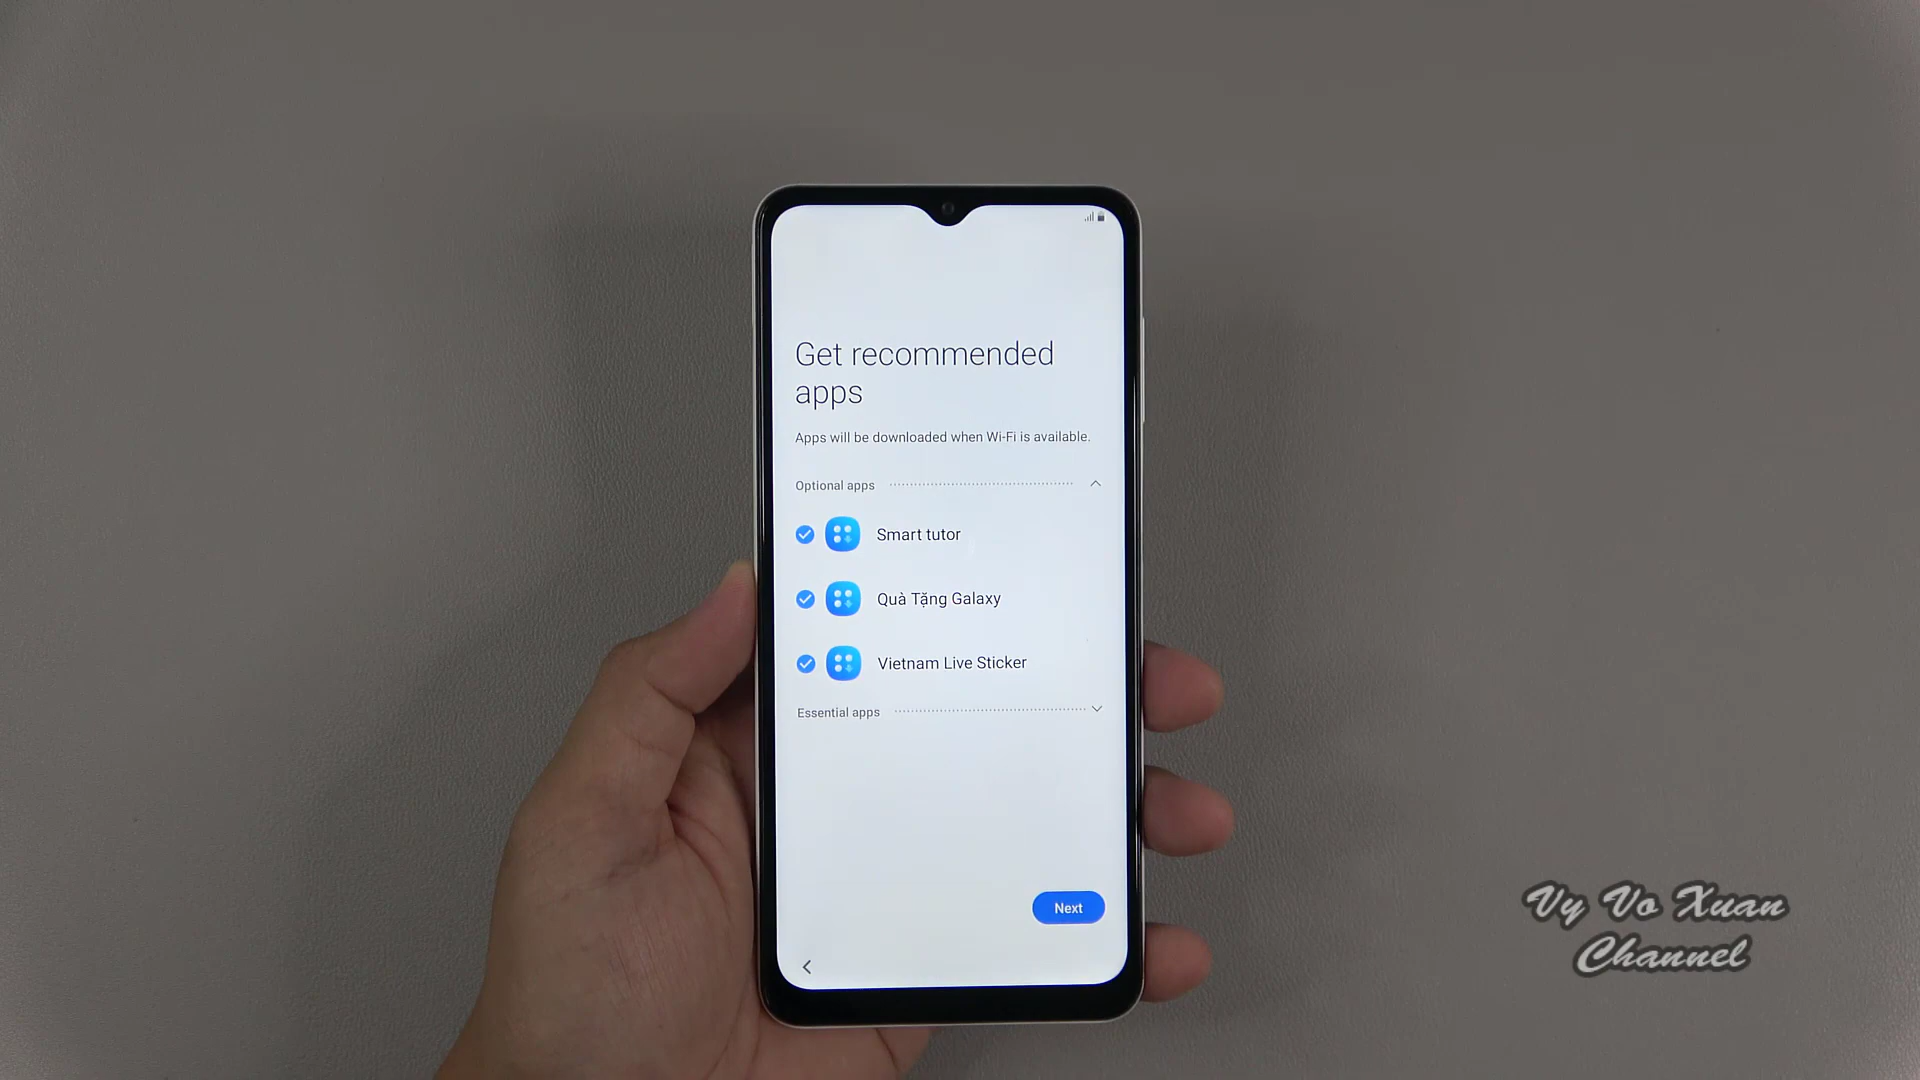 Get recommended
apps
Apps will be downloaded when Wi-Fi is available.
Optional apps
Smart tutor
Quà Tặng Galaxy
Vietnam Live Sticker
Essential apps
Next
Vy Vo Xuan
Channel